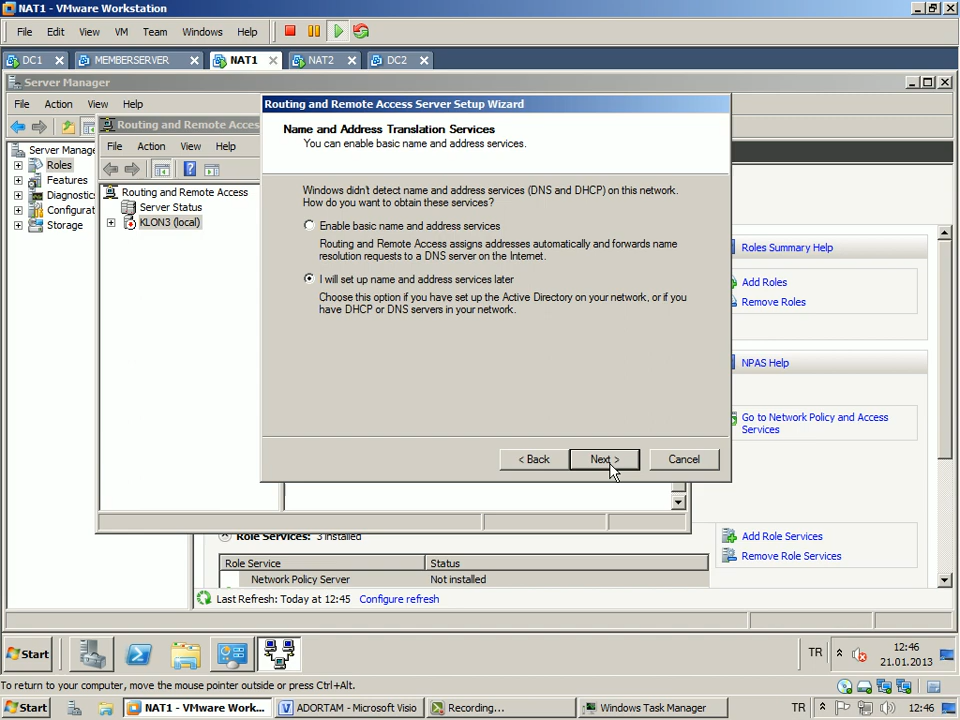 NAT1 - VMware Workstation
File Edit View VM Team Windows Help
DC1 MEMBERSERVER NAT1 NAT2 DC2
Server Manager
File Action View Help
Server Manage
Roles
Features
Diagnostic
Configurat
Storage
Routing and Remote Access
File Action View Help
Routing and Remote Access
Server Status
KLON3 (local)
Routing and Remote Access Server Setup Wizard
Name and Address Translation Services
You can enable basic name and address services.
Windows didn't detect name and address services (DNS and DHCP) on this network.
How do you want to obtain these services?
Enable basic name and address services
Routing and Remote Access assigns addresses automatically and forwards name
resolution requests to a DNS server on the Internet.
I will set up name and address services later
Choose this option if you have set up the Active Directory on your network, or if you
have DHCP or DNS servers in your network.
< Back Next > Cancel
Roles Summary Help
Add Roles
Remove Roles
NPAS Help
Go to Network Policy and Access
Services
Role Services: 3 installed
Role Service Status
Network Policy Server Not installed
Add Role Services
Remove Role Services
Last Refresh: Today at 12:45 Configure refresh
Start TR 12:46
21.01.2013
To return to your computer, move the mouse pointer outside or press Ctrl+Alt.
Start NAT1 - VMware Work... ADORTAM - Microsoft Visio Recording... Windows Task Manager TR 12:46